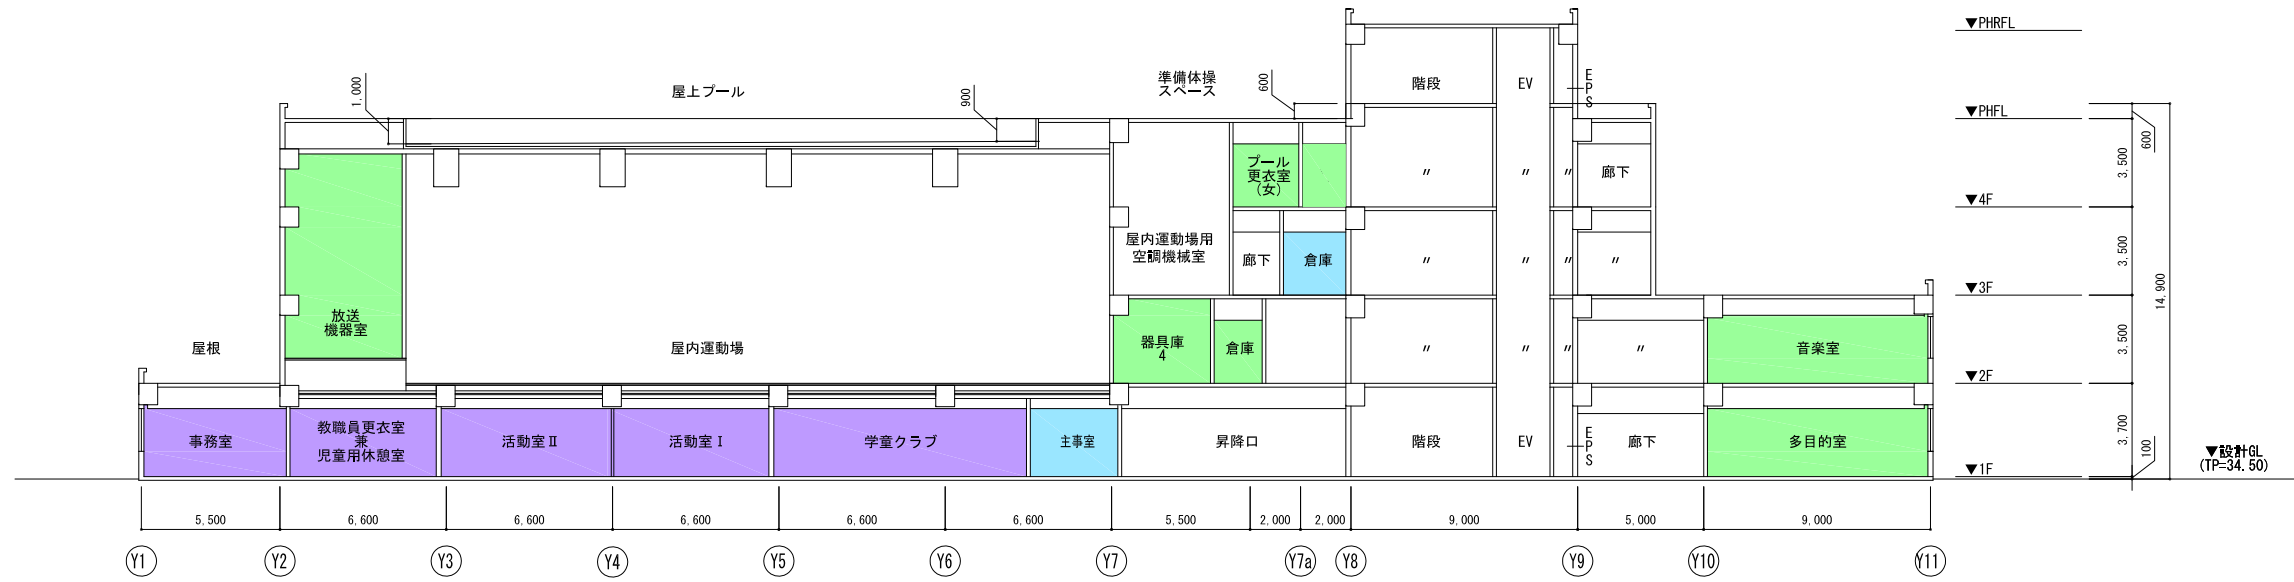 ▼PHRFL
階段
EV
EPS
準備体操
スペース
600
屋上プール
1,000
900
▼PHFL
600
3,500
プール
更衣室
(女)
〃
〃
〃
廊下
▼4F
屋内運動場用
空調機械室
廊下
倉庫
〃
〃
〃
〃
3,500
14,900
▼3F
放送
機器室
屋根
屋内運動場
器具庫
4
倉庫
〃
〃
〃
〃
音楽室
3,500
▼2F
事務室
教職員更衣室
兼
児童用休憩室
活動室Ⅱ
活動室Ⅰ
学童クラブ
主事室
昇降口
階段
EV
EPS
廊下
多目的室
3,700
100
▼設計GL
(TP=34.50)
▼1F
5,500
6,600
6,600
6,600
6,600
6,600
5,500
2,000
2,000
9,000
5,000
9,000
Y1
Y2
Y3
Y4
Y5
Y6
Y7
Y7a
Y8
Y9
Y10
Y11